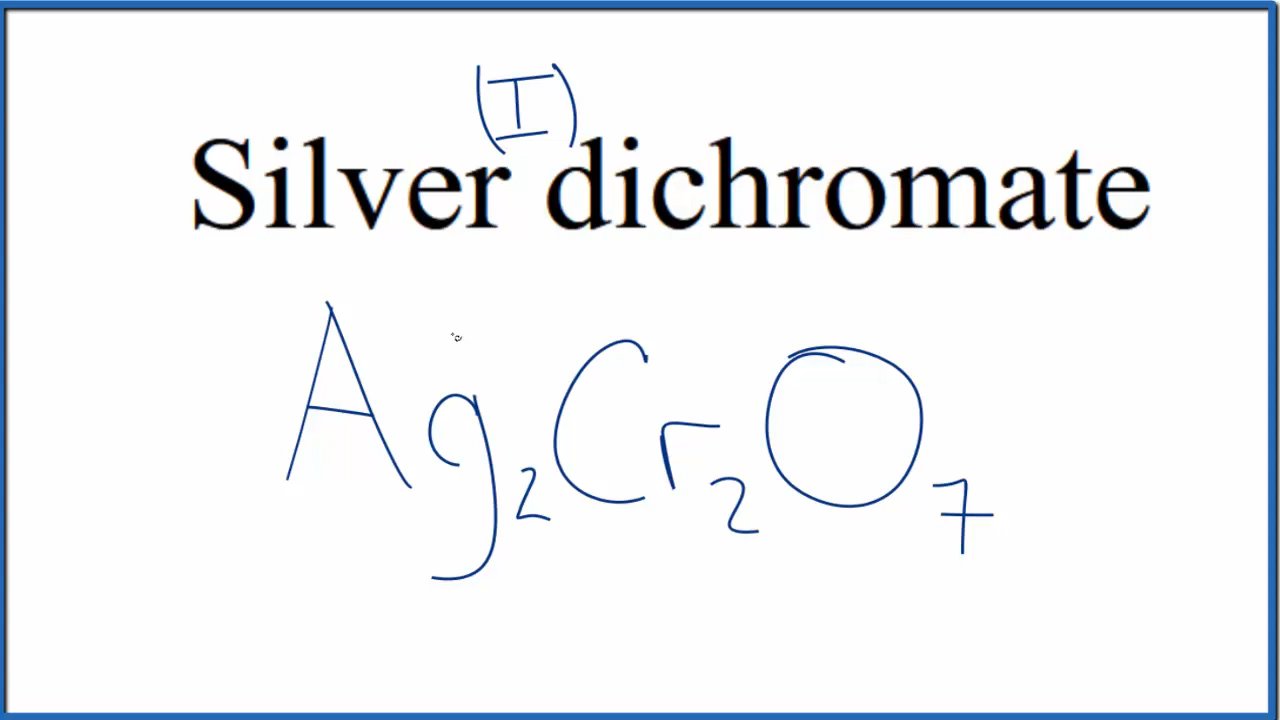 (I)
Silver dichromate
Ag₂Cr₂O₇